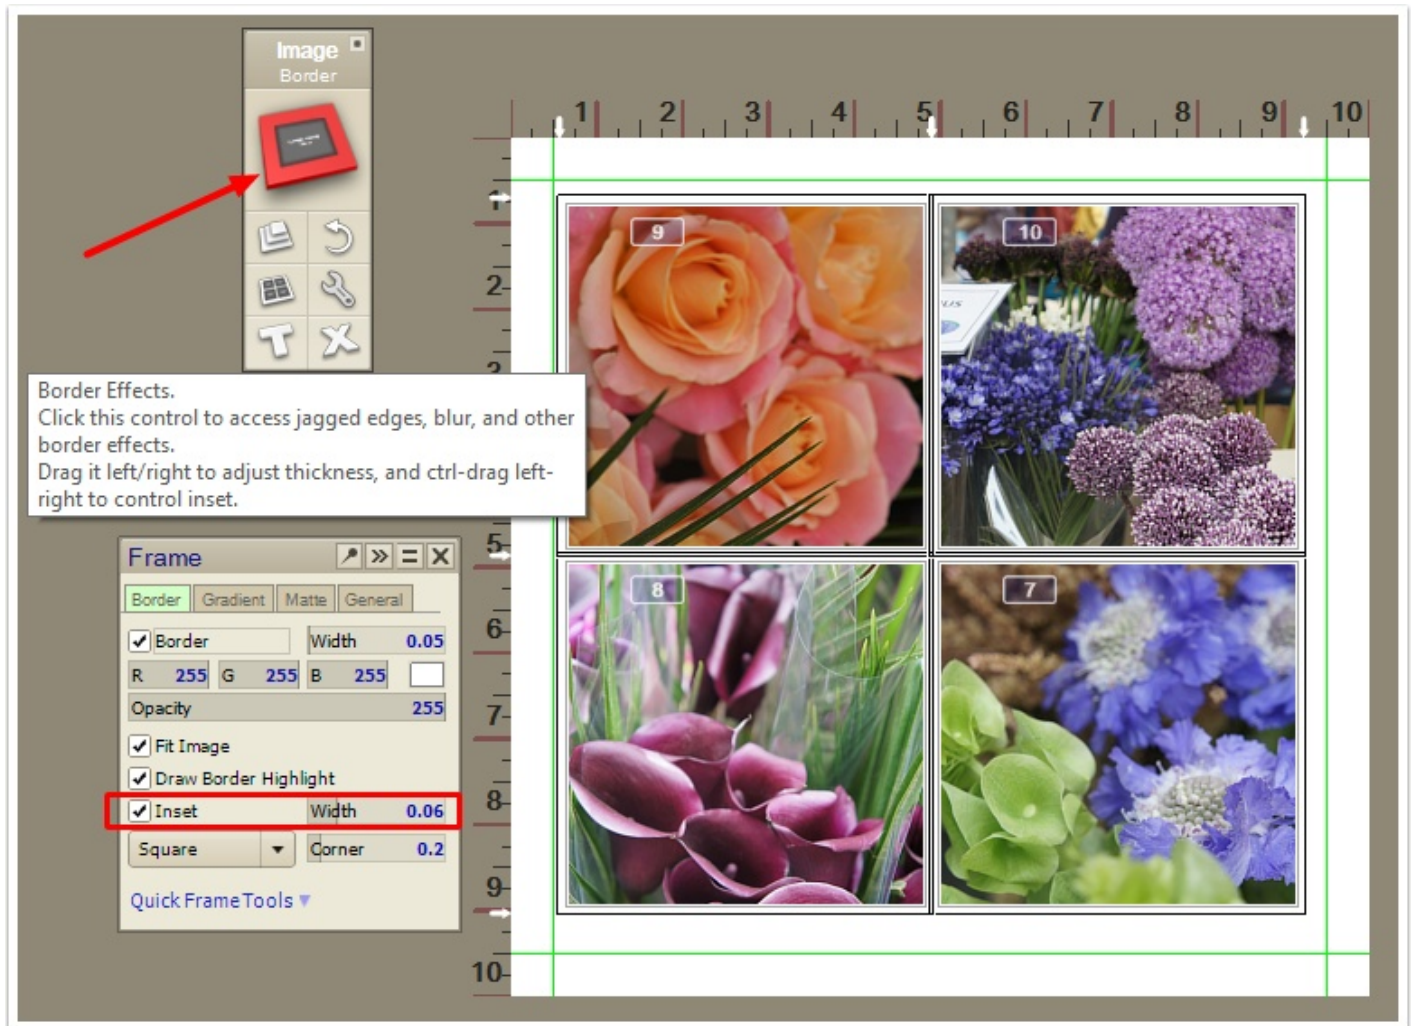 Image
Border
1 2 3 4 5 6 7 8 9 10
1
9 10
2
3
Border Effects.
Click this control to access jagged edges, blur, and other
border effects.
Drag it left/right to adjust thickness, and ctrl-drag left-
right to control inset.
5
Frame
Border Gradient Matte General
8 7
Border Width 0.05
6
R 255 G 255 B 255
Opacity 255
7
Fit Image
Draw Border Highlight
Inset Width 0.06
8
Square Corner 0.2
9
Quick Frame Tools
10